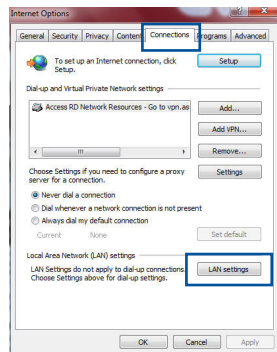 Internet Options
General Security Privacy Content Connections Programs Advanced
To set up an Internet connection, click
Setup.
Setup
Dial-up and Virtual Private Network settings
Access RD Network Resources - Go to vpn.as
Add...
Add VPN...
Remove...
Choose Settings if you need to configure a proxy
server for a connection.
Settings
Never dial a connection
Dial whenever a network connection is not present
Always dial my default connection
Current None
Set default
Local Area Network (LAN) settings
LAN Settings do not apply to dial-up connections.
Choose Settings above for dial-up settings.
LAN settings
OK Cancel Apply